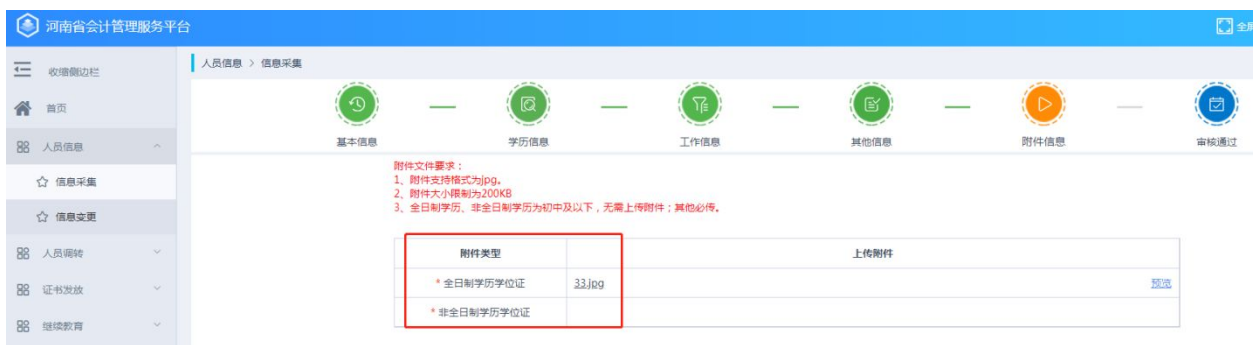 河南省会计管理服务平台
全屏
收缩侧边栏
人员信息 > 信息采集
首页
基本信息
学历信息
工作信息
其他信息
附件信息
审核通过
人员信息
信息采集
信息变更
人员调转
证书发放
继续教育
附件文件要求：
1、附件支持格式为jpg。
2、附件大小限制为200KB
3、全日制学历、非全日制学历为初中及以下，无需上传附件；其他必传。
附件类型
上传附件
* 全日制学历学位证
33.jpg
预览
* 非全日制学历学位证